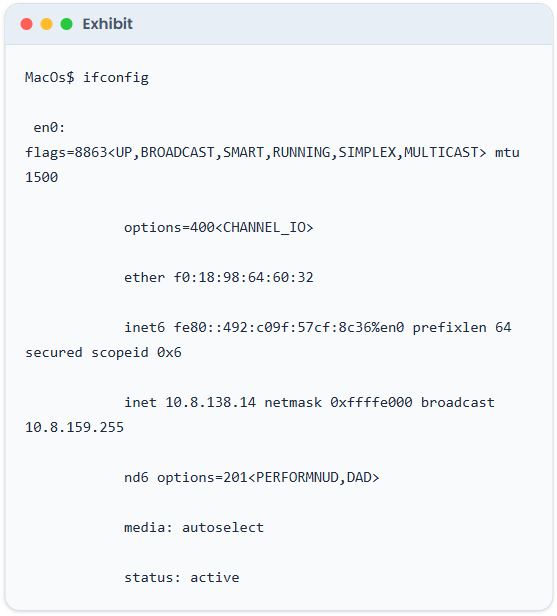 Exhibit
MacOs$ ifconfig
en0:
flags=8863<UP,BROADCAST,SMART,RUNNING,SIMPLEX,MULTICAST> mtu
1500
options=400<CHANNEL_IO>
ether f0:18:98:64:60:32
inet6 fe80::492:c09f:57cf:8c36%en0 prefixlen 64
secured scopeid 0x6
inet 10.8.138.14 netmask 0xffffe000 broadcast
10.8.159.255
nd6 options=201<PERFORMNUD,DAD>
media: autoselect
status: active